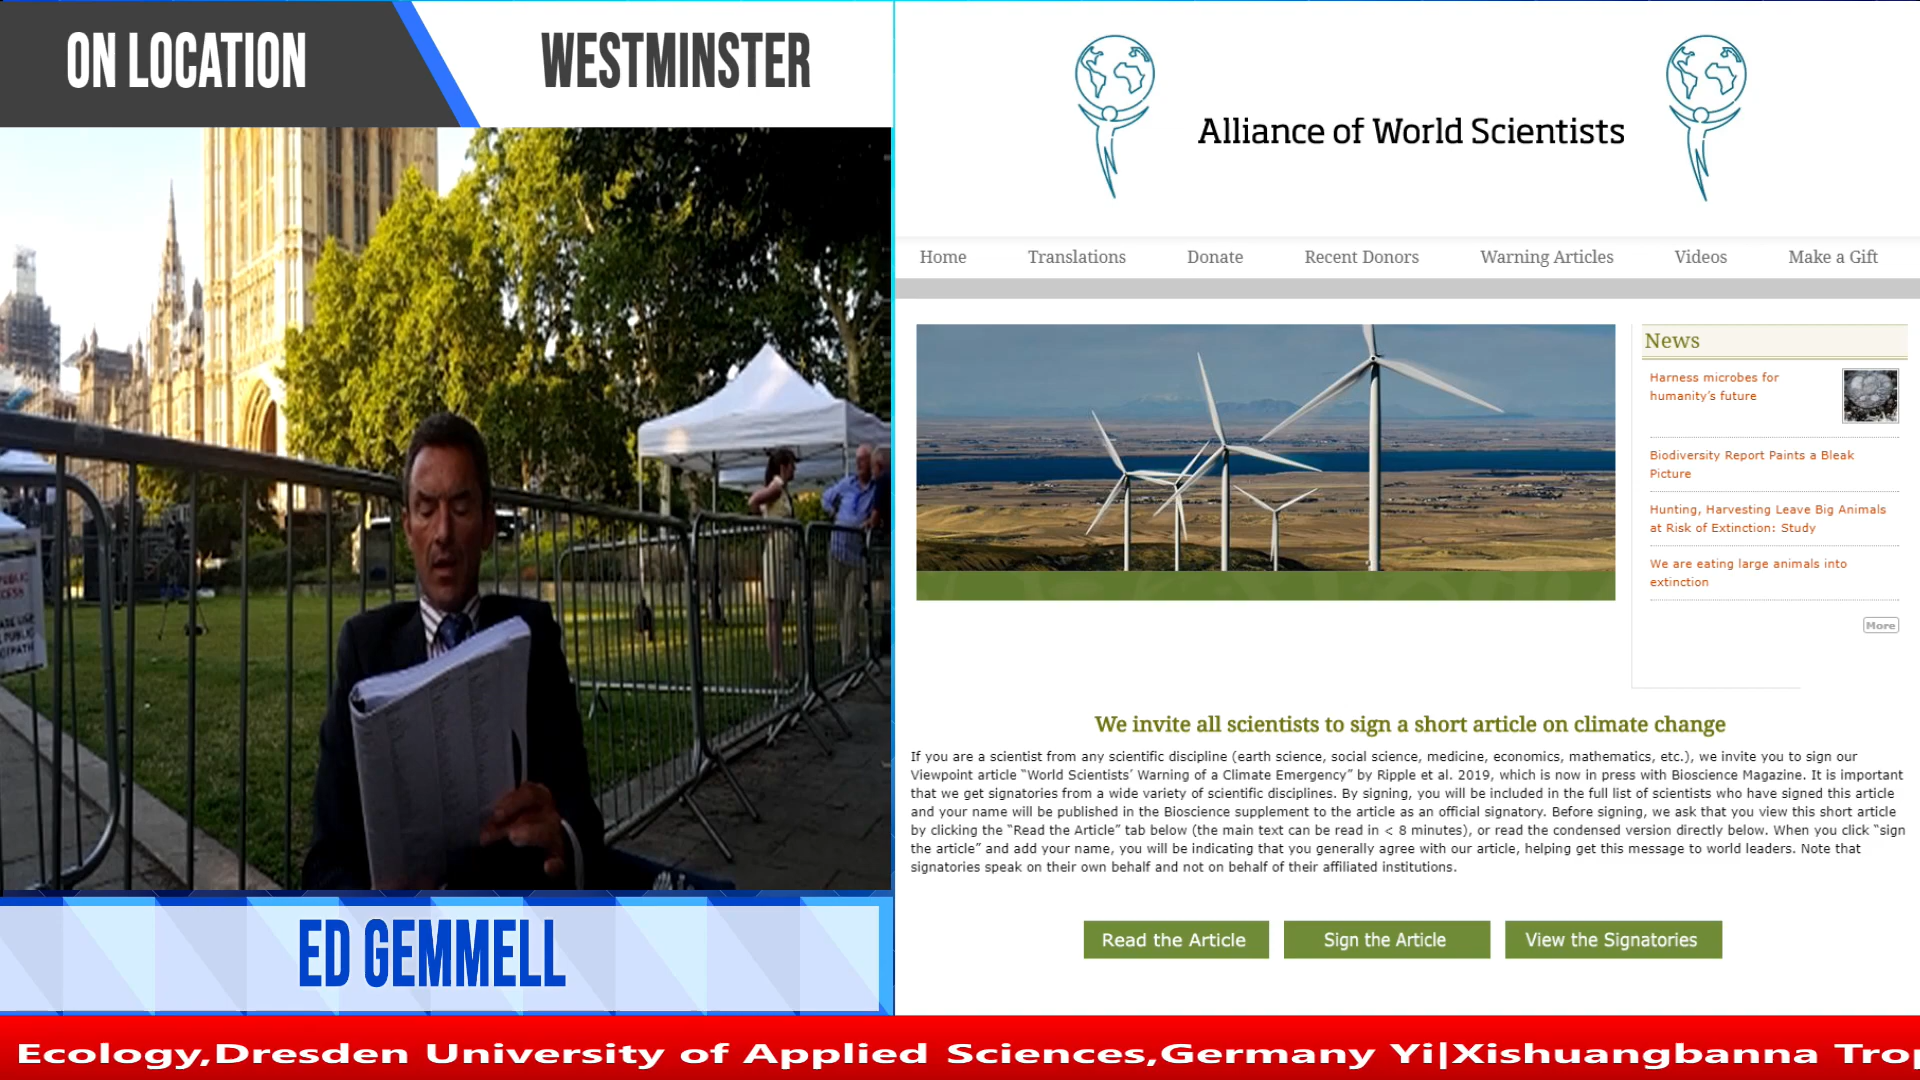 ON LOCATION
WESTMINSTER
ED GEMMELL
Alliance of World Scientists
Home Translations Donate Recent Donors Warning Articles Videos Make a Gift
News
Harness microbes for
humanity’s future
Biodiversity Report Paints a Bleak
Picture
Hunting, Harvesting Leave Big Animals
at Risk of Extinction: Study
We are eating large animals into
extinction
More
We invite all scientists to sign a short article on climate change
If you are a scientist from any scientific discipline (earth science, social science, medicine, economics, mathematics, etc.), we invite you to sign our
Viewpoint article “World Scientists’ Warning of a Climate Emergency” by Ripple et al. 2019, which is now in press with Bioscience Magazine. It is important
that we get signatories from a wide variety of scientific disciplines. By signing, you will be included in the full list of scientists who have signed this article
and your name will be published in the Bioscience supplement to the article as an official signatory. Before signing, we ask that you view this short article
by clicking the “Read the Article” tab below (the main text can be read in < 8 minutes), or read the condensed version directly below. When you click “sign
the article” and add your name, you will be indicating that you generally agree with our article, helping get this message to world leaders. Note that
signatories speak on their own behalf and not on behalf of their affiliated institutions.
Read the Article Sign the Article View the Signatories
Ecology,Dresden University of Applied Sciences,Germany Yi|Xishuangbanna Trop